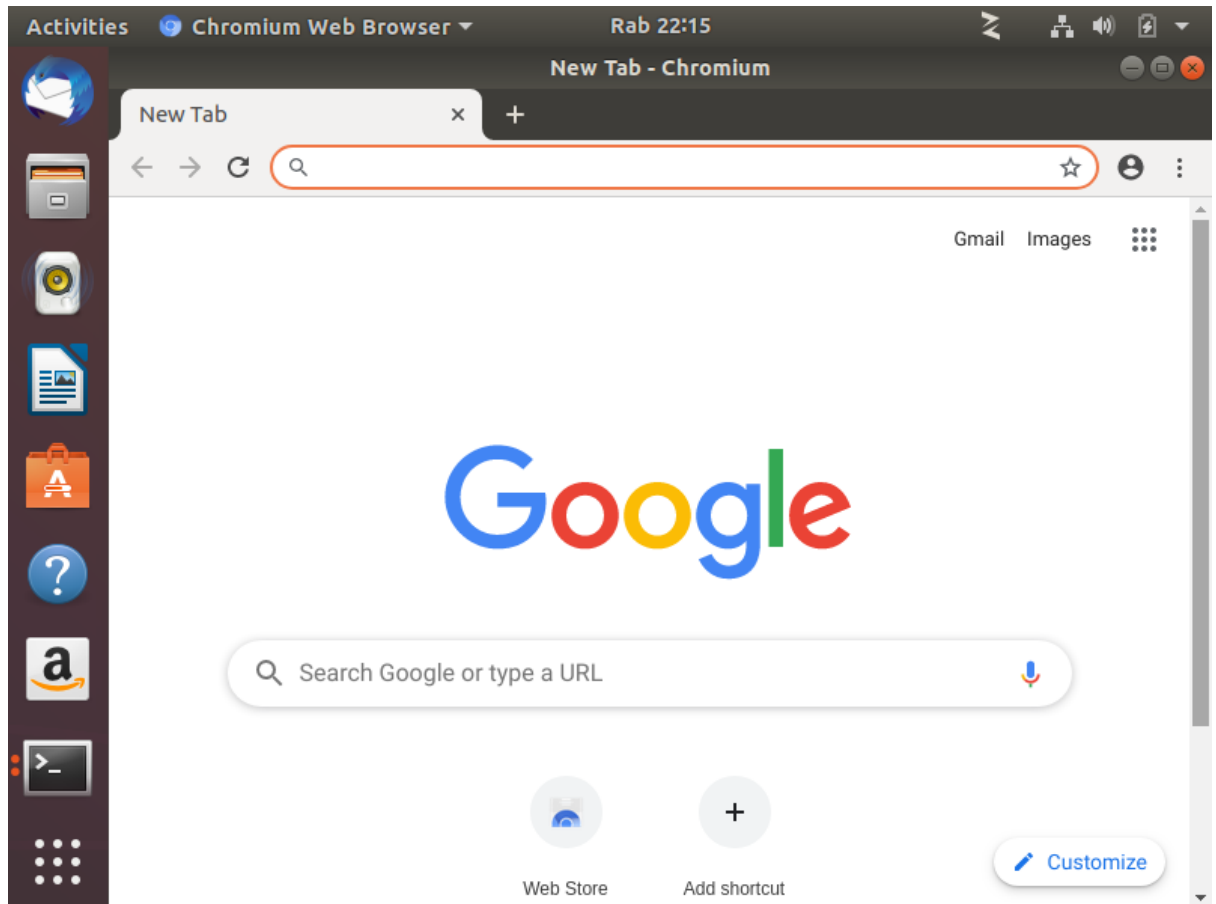 Activities Chromium Web Browser Rab 22:15
New Tab - Chromium
New Tab
Gmail Images
Google
Search Google or type a URL
Web Store Add shortcut
Customize